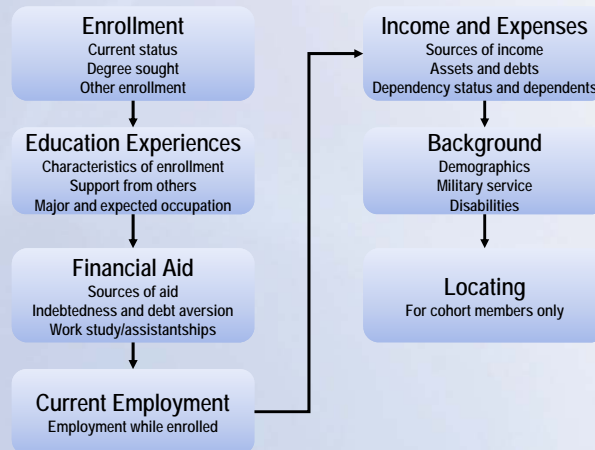 Enrollment
Current status
Degree sought
Other enrollment
Education Experiences
Characteristics of enrollment
Support from others
Major and expected occupation
Financial Aid
Sources of aid
Indebtedness and debt aversion
Work study/assistantships
Current Employment
Employment while enrolled
Income and Expenses
Sources of income
Assets and debts
Dependency status and dependents
Background
Demographics
Military service
Disabilities
Locating
For cohort members only